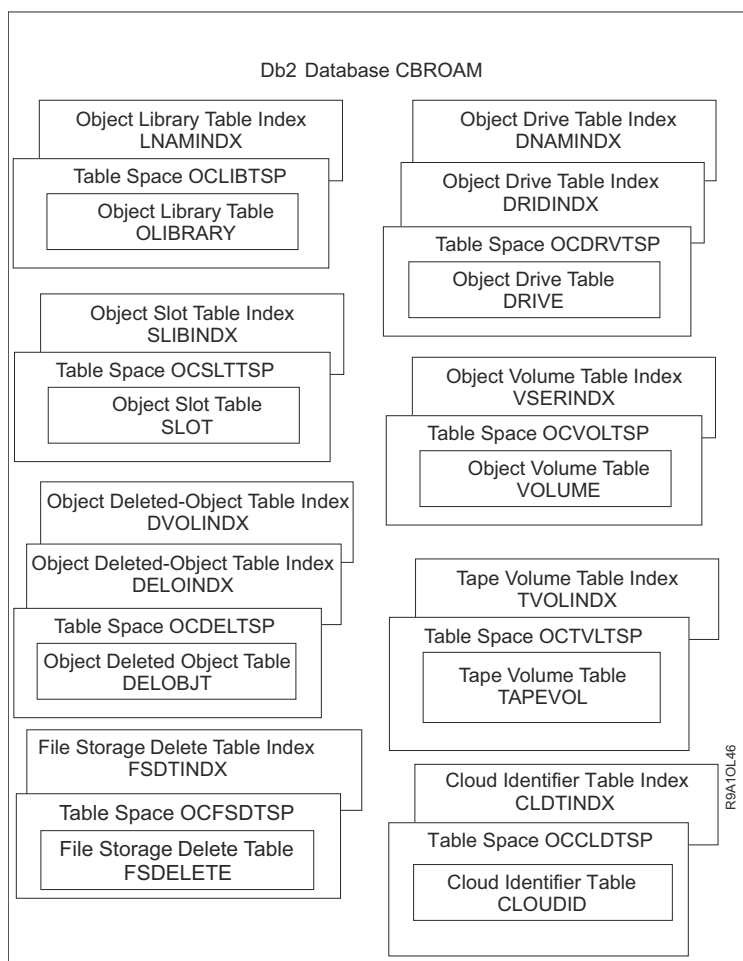 Db2 Database CBROAM
Object Library Table Index
LNAMINDX
Table Space OCLIBTSP
Object Library Table
OLIBRARY
Object Slot Table Index
SLIBINDX
Table Space OCSLTTSP
Object Slot Table
SLOT
Object Deleted-Object Table Index
DVOLINDX
Object Deleted-Object Table Index
DELOINDX
Table Space OCDELTSP
Object Deleted Object Table
DELOBJT
File Storage Delete Table Index
FSDTINDX
Table Space OCFSDTSP
File Storage Delete Table
FSDELETE
Object Drive Table Index
DNAMINDX
Object Drive Table Index
DRIDINDX
Table Space OCDRVTSP
Object Drive Table
DRIVE
Object Volume Table Index
VSERINDX
Table Space OCVOLTSP
Object Volume Table
VOLUME
Tape Volume Table Index
TVOLINDX
Table Space OCTVLTSP
Tape Volume Table
TAPEVOL
Cloud Identifier Table Index
CLDTINDX
Table Space OCCLDTSP
Cloud Identifier Table
CLOUDID
R9A1OL46